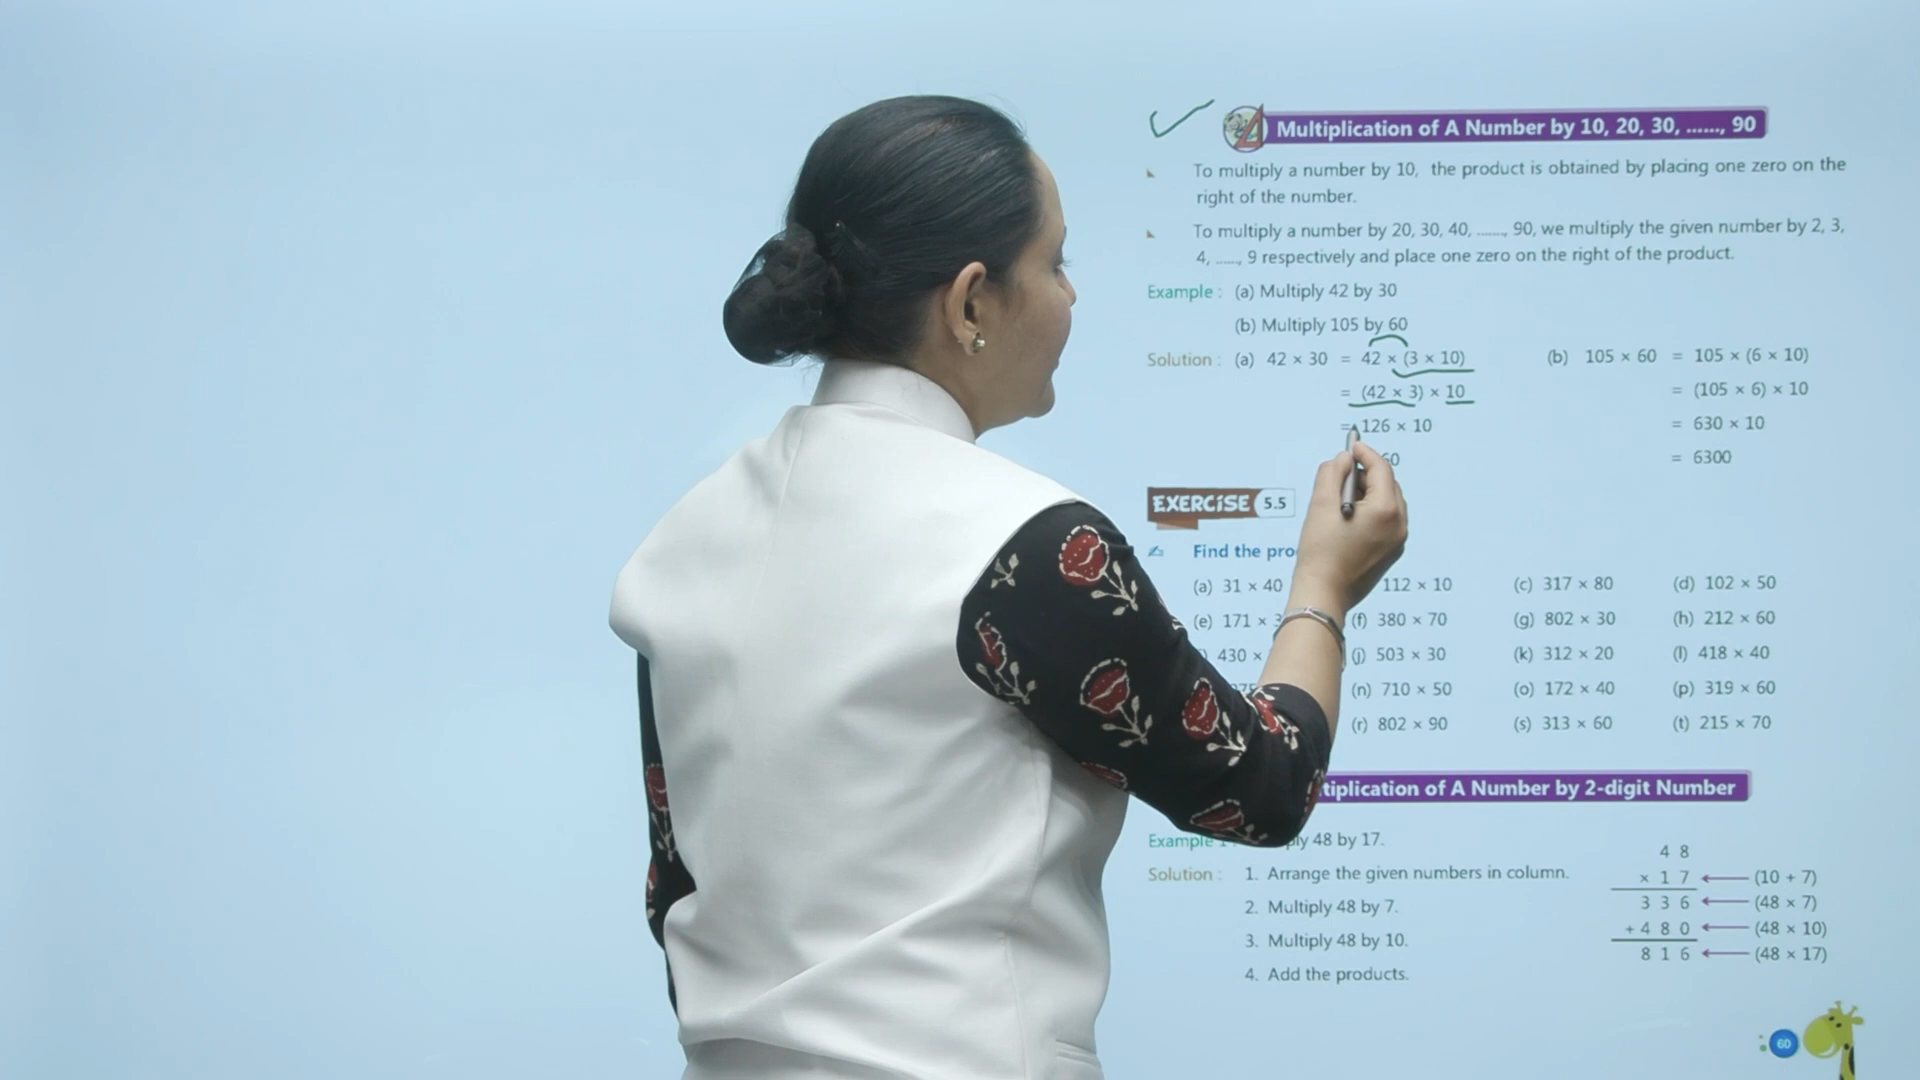 Multiplication of A Number by 10, 20, 30, ......, 90
To multiply a number by 10, the product is obtained by placing one zero on the
right of the number.
To multiply a number by 20, 30, 40, ......, 90, we multiply the given number by 2, 3,
4, ......, 9 respectively and place one zero on the right of the product.
Example : (a) Multiply 42 by 30
(b) Multiply 105 by 60
Solution : (a) 42 × 30 = 42 × (3 × 10) (b) 105 × 60 = 105 × (6 × 10)
= (42 × 3) × 10 = (105 × 6) × 10
= 126 × 10 = 630 × 10
60 = 6300
EXERCISE 5.5
Find the
(a) 31 × 40 112 × 10 (c) 317 × 80 (d) 102 × 50
(e) 171 × (f) 380 × 70 (g) 802 × 30 (h) 212 × 60
430 × (j) 503 × 30 (k) 312 × 20 (l) 418 × 40
(n) 710 × 50 (o) 172 × 40 (p) 319 × 60
(r) 802 × 90 (s) 313 × 60 (t) 215 × 70
tiplication of A Number by 2-digit Number
Example 48 by 17.
Solution : 1. Arrange the given numbers in column.
2. Multiply 48 by 7.
3. Multiply 48 by 10.
4. Add the products.
4 8
× 1 7 (10 + 7)
3 3 6 (48 × 7)
+ 4 8 0 (48 × 10)
8 1 6 (48 × 17)
60